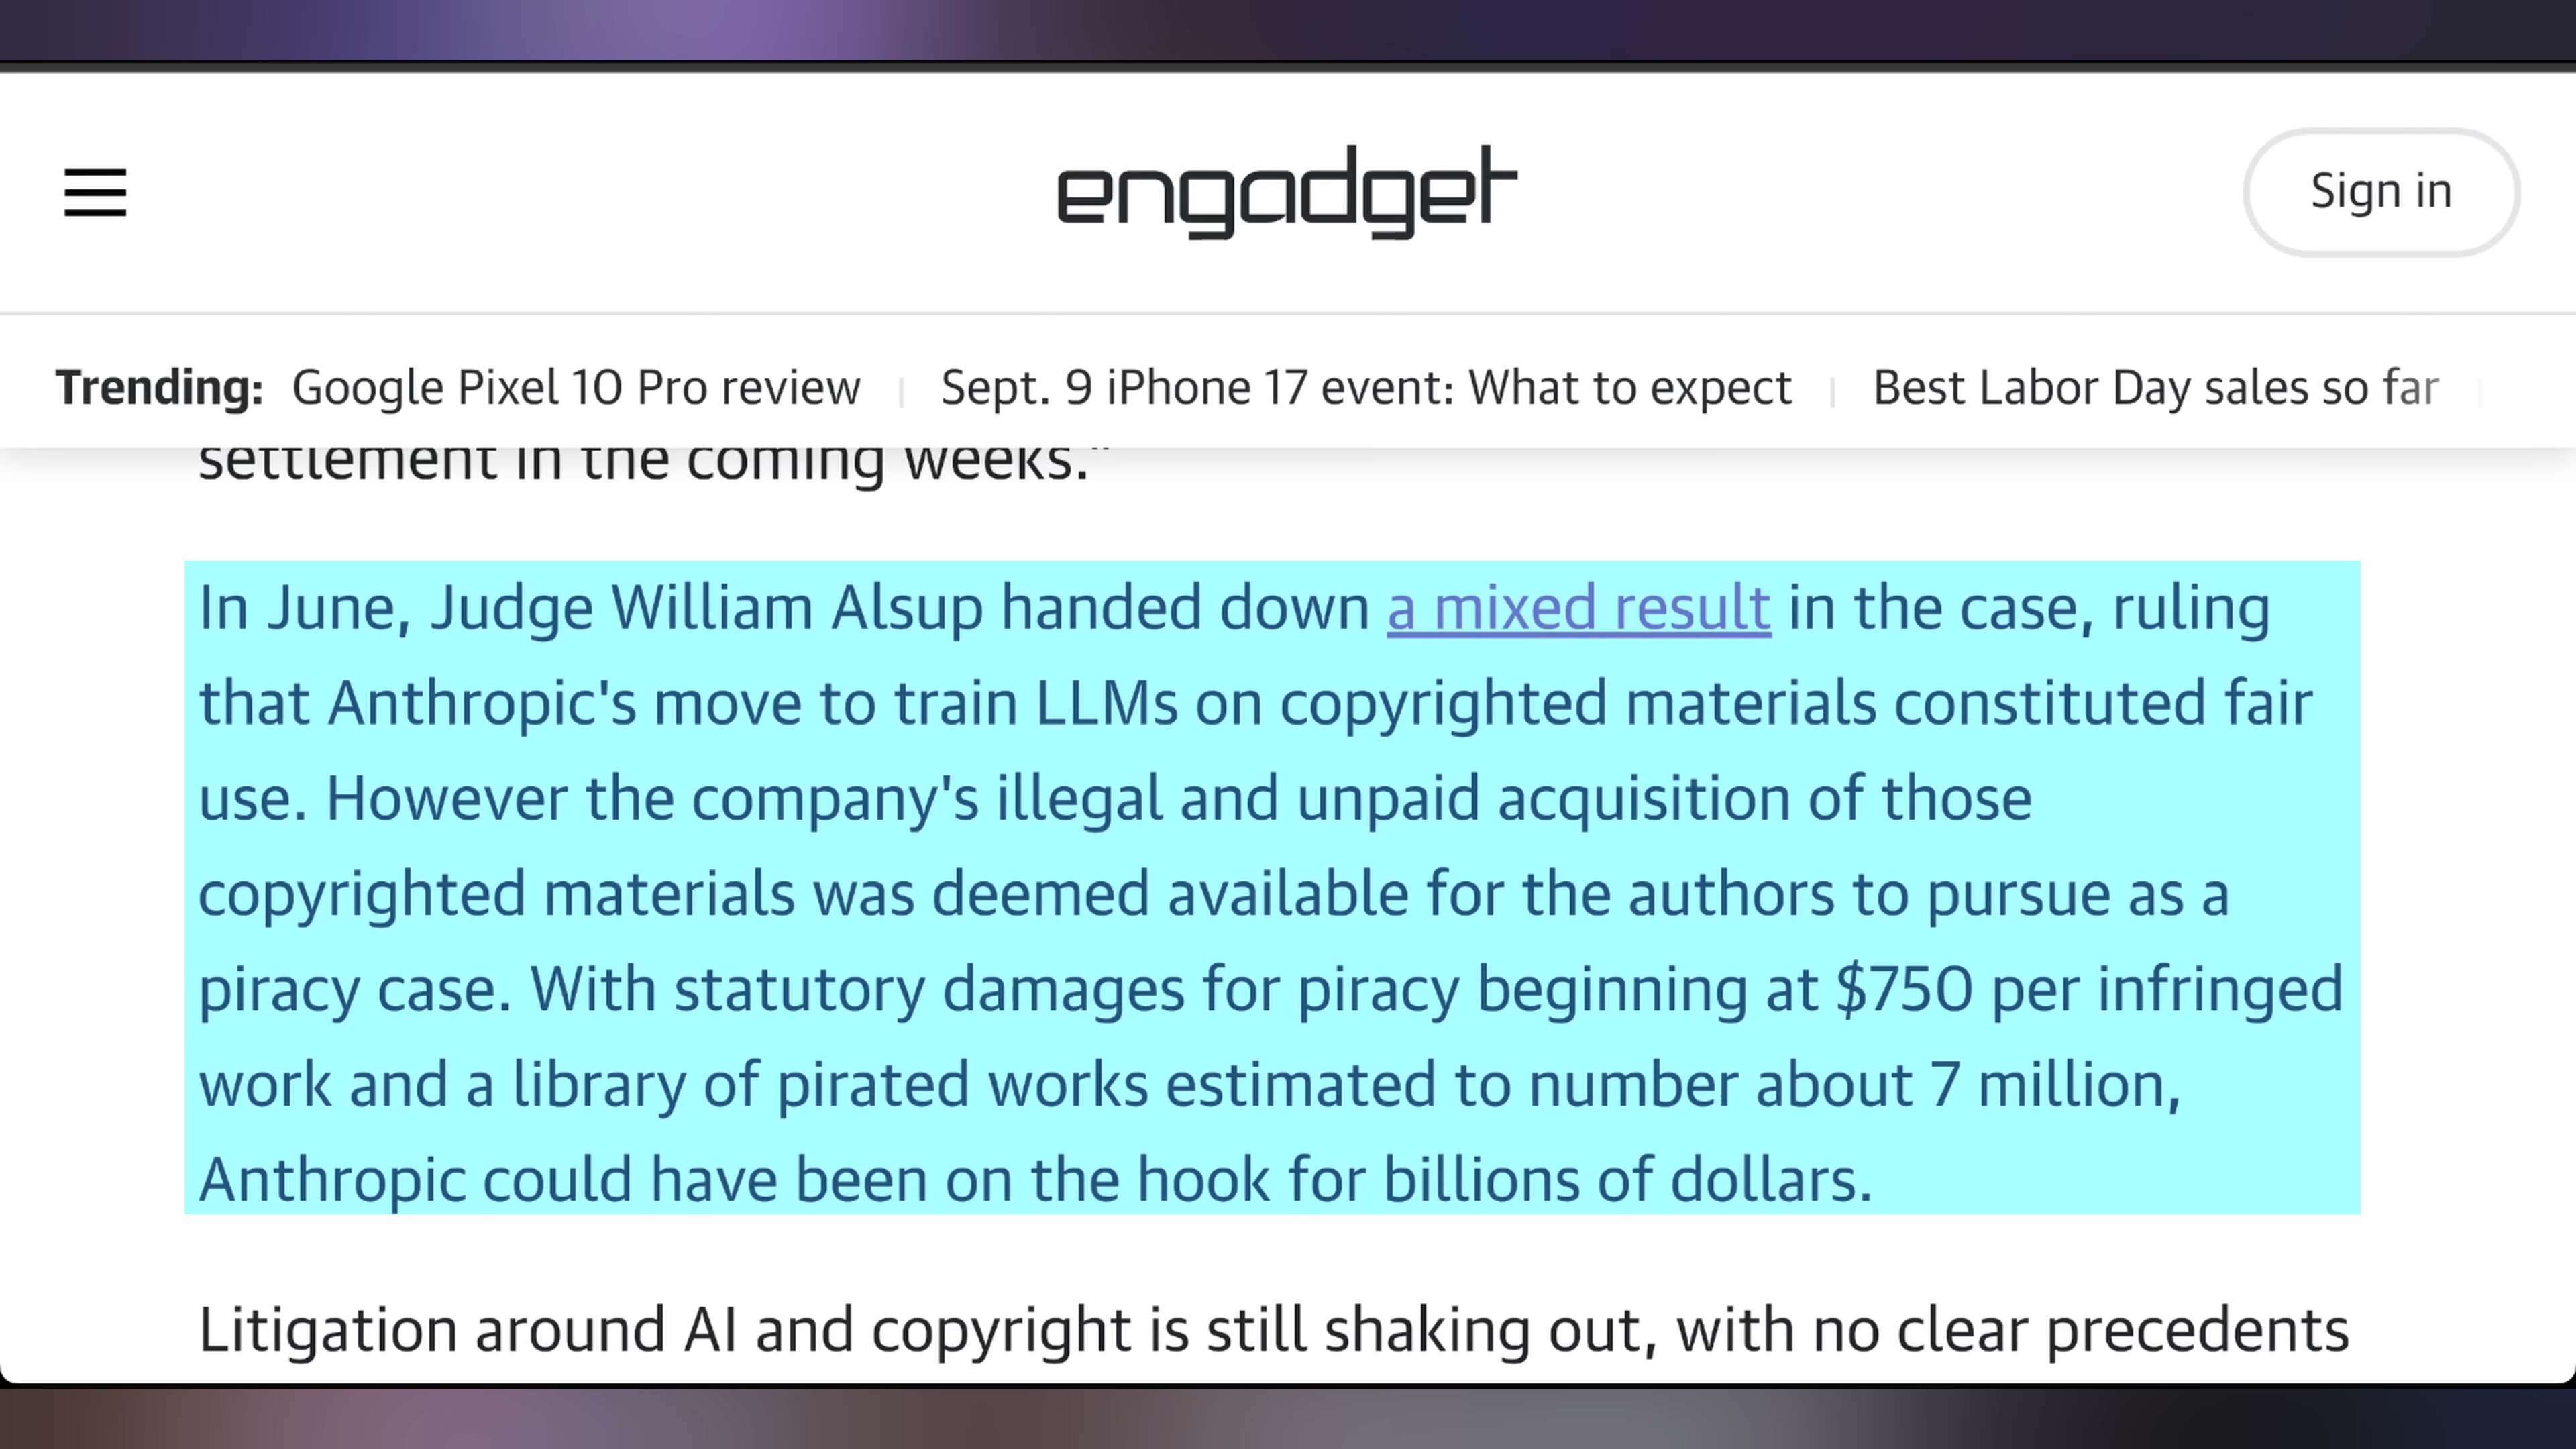 engadget
Sign in
Trending: Google Pixel 10 Pro review Sept. 9 iPhone 17 event: What to expect Best Labor Day sales so far
settlement in the coming weeks."
In June, Judge William Alsup handed down a mixed result in the case, ruling
that Anthropic's move to train LLMs on copyrighted materials constituted fair
use. However the company's illegal and unpaid acquisition of those
copyrighted materials was deemed available for the authors to pursue as a
piracy case. With statutory damages for piracy beginning at $750 per infringed
work and a library of pirated works estimated to number about 7 million,
Anthropic could have been on the hook for billions of dollars.
Litigation around AI and copyright is still shaking out, with no clear precedents